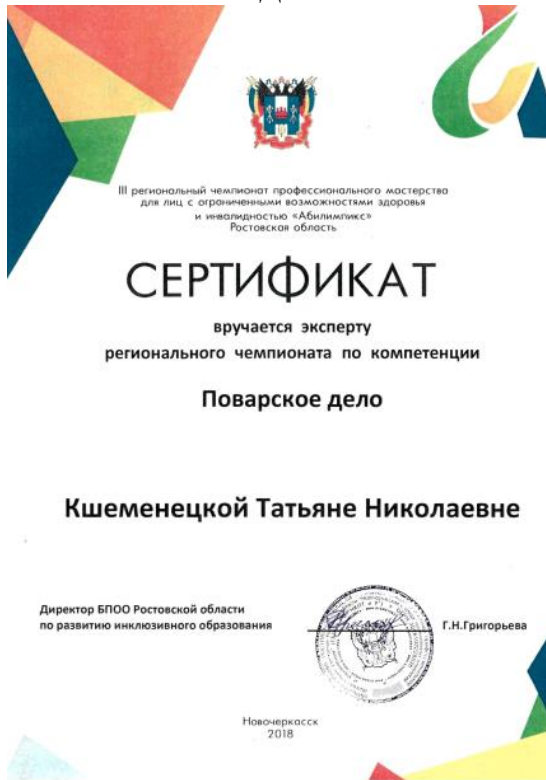 III региональный чемпионат профессионального мастерства
для лиц с ограниченными возможностями здоровья
и инвалидностью «Абилимпикс»
Ростовская область
СЕРТИФИКАТ
вручается эксперту
регионального чемпионата по компетенции
Поварское дело
Кшеменецкой Татьяне Николаевне
Директор БПОО Ростовской области
по развитию инклюзивного образования
Г.Н.Григорьева
Новочеркасск
2018